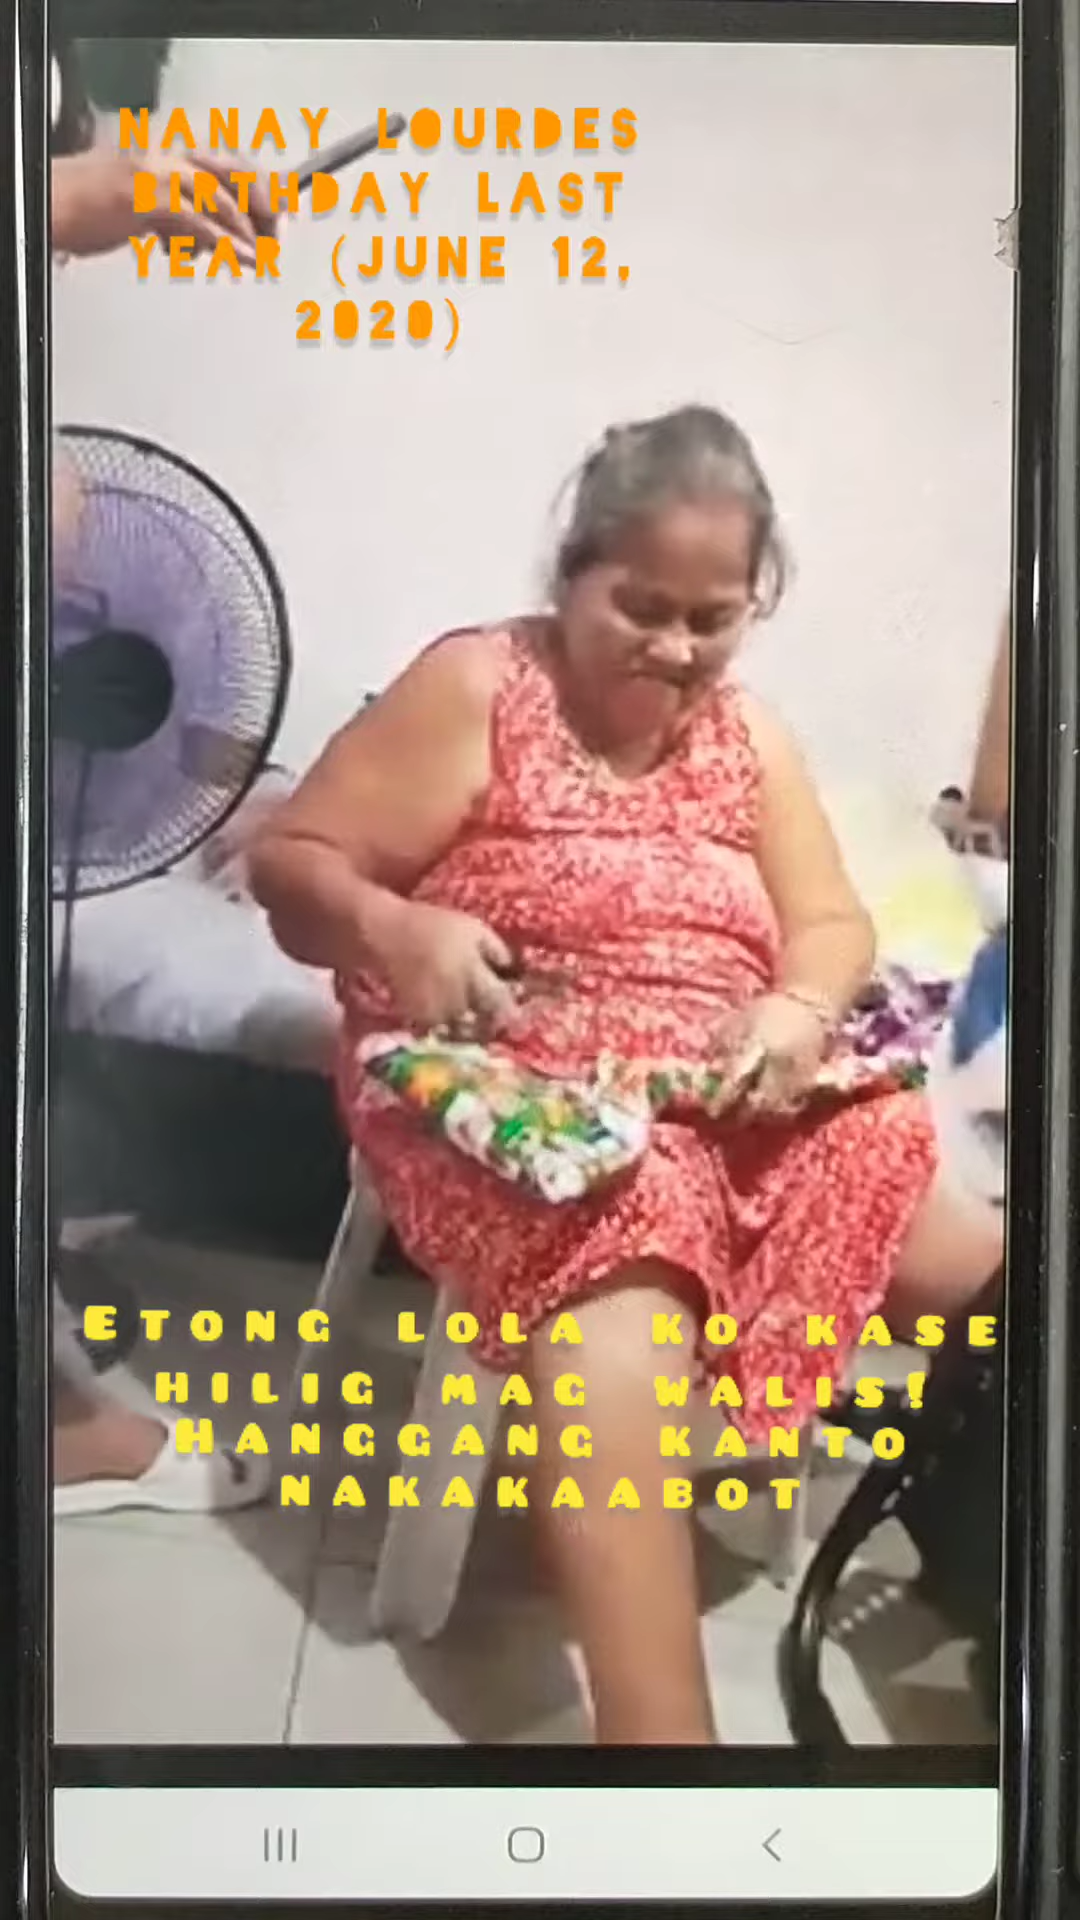 NANAY LOURDES
BIRTHDAY LAST
YEAR (JUNE 12,
2020)
ETONG LOLA KO KASE
HILIG MAG WALIS!
HANGGANG KANTO
NAKAKAABOT